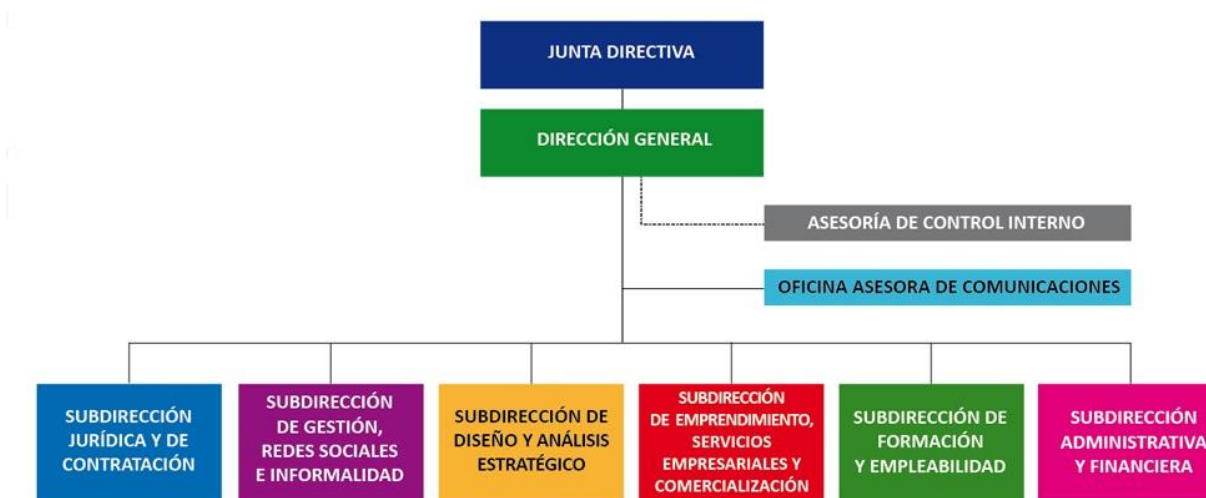 JUNTA DIRECTIVA
DIRECCIÓN GENERAL
ASESORÍA DE CONTROL INTERNO
OFICINA ASESORA DE COMUNICACIONES
SUBDIRECCIÓN
JURÍDICA Y DE
CONTRATACIÓN
SUBDIRECCIÓN
DE GESTIÓN,
REDES SOCIALES
E INFORMALIDAD
SUBDIRECCIÓN DE
DISEÑO Y ANÁLISIS
ESTRATÉGICO
SUBDIRECCIÓN
DE EMPRENDIMIENTO,
SERVICIOS
EMPRESARIALES Y
COMERCIALIZACIÓN
SUBDIRECCIÓN DE
FORMACIÓN
Y EMPLEABILIDAD
SUBDIRECCIÓN
ADMINISTRATIVA
Y FINANCIERA